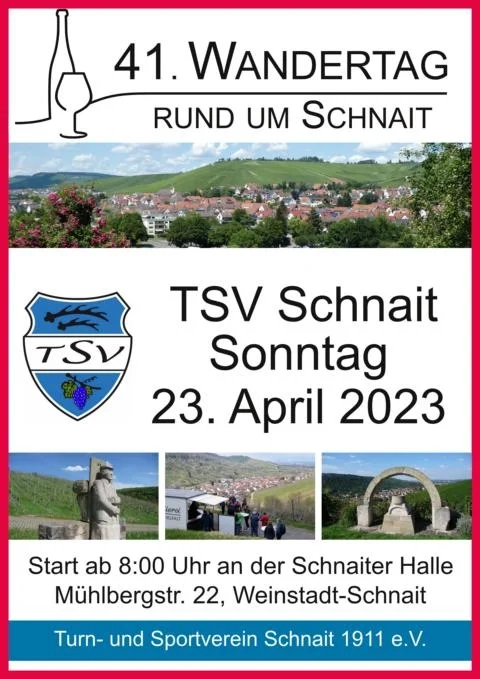 41. WANDERTAG
RUND UM SCHNAIT
TSV Schnait
Sonntag
23. April 2023
TSV
Start ab 8:00 Uhr an der Schnaiter Halle
Mühlbergstr. 22, Weinstadt-Schnait
Turn- und Sportverein Schnait 1911 e.V.